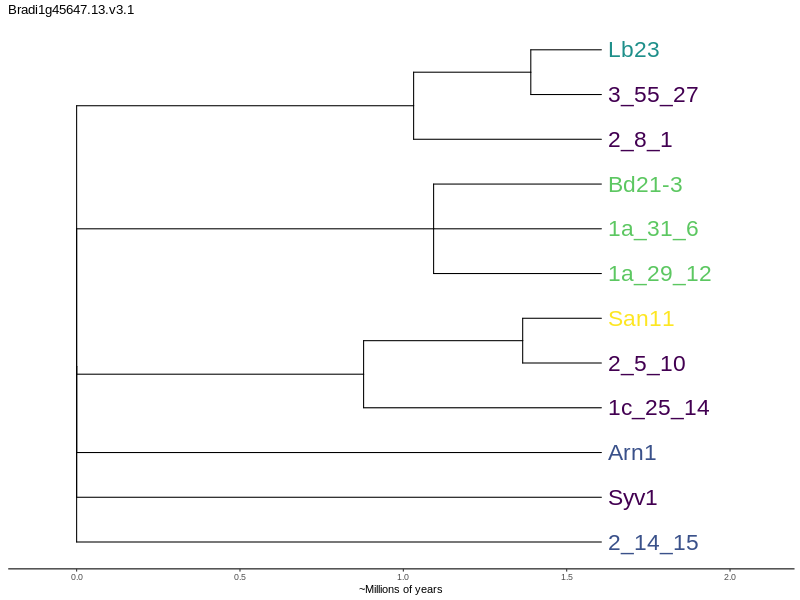 Bradi1g45647.13.v3.1
Lb23
3_55_27
2_8_1
Bd21-3
1a_31_6
1a_29_12
San11
2_5_10
1c_25_14
Arn1
Syv1
2_14_15
0.0 0.5 1.0 1.5 2.0
~Millions of years